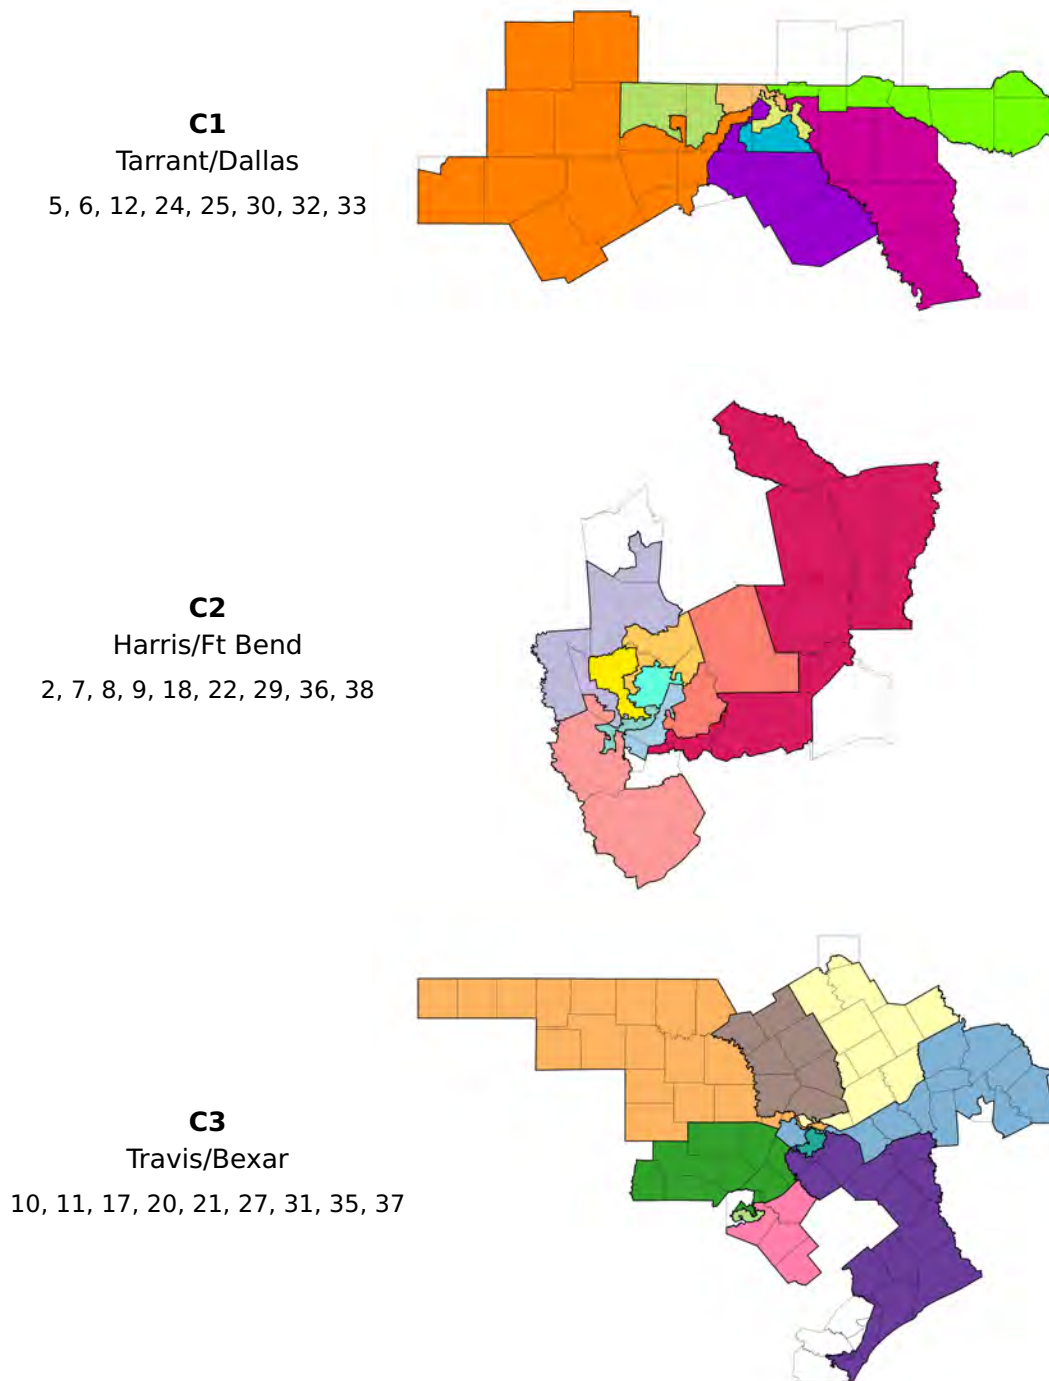 C1
Tarrant/Dallas
5, 6, 12, 24, 25, 30, 32, 33
C2
Harris/Ft Bend
2, 7, 8, 9, 18, 22, 29, 36, 38
C3
Travis/Bexar
10, 11, 17, 20, 21, 27, 31, 35, 37